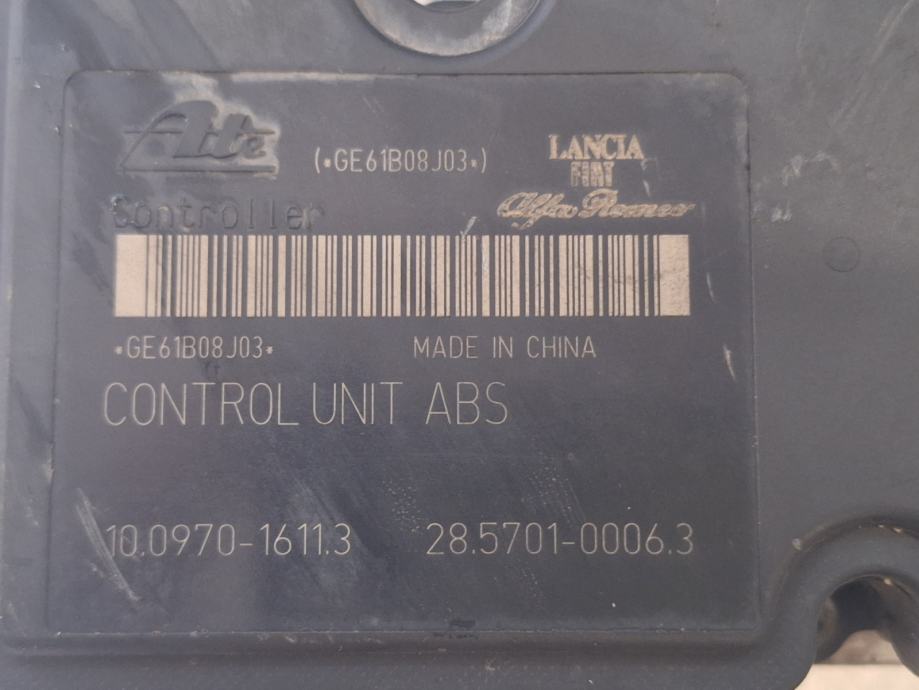 Ate
(*GE61B08J03*)
LANCIA
FIAT
Alfa Romeo
Controller
*GE61B08J03*
MADE IN CHINA
CONTROL UNIT ABS
10.0970-1611.3
28.5701-0006.3